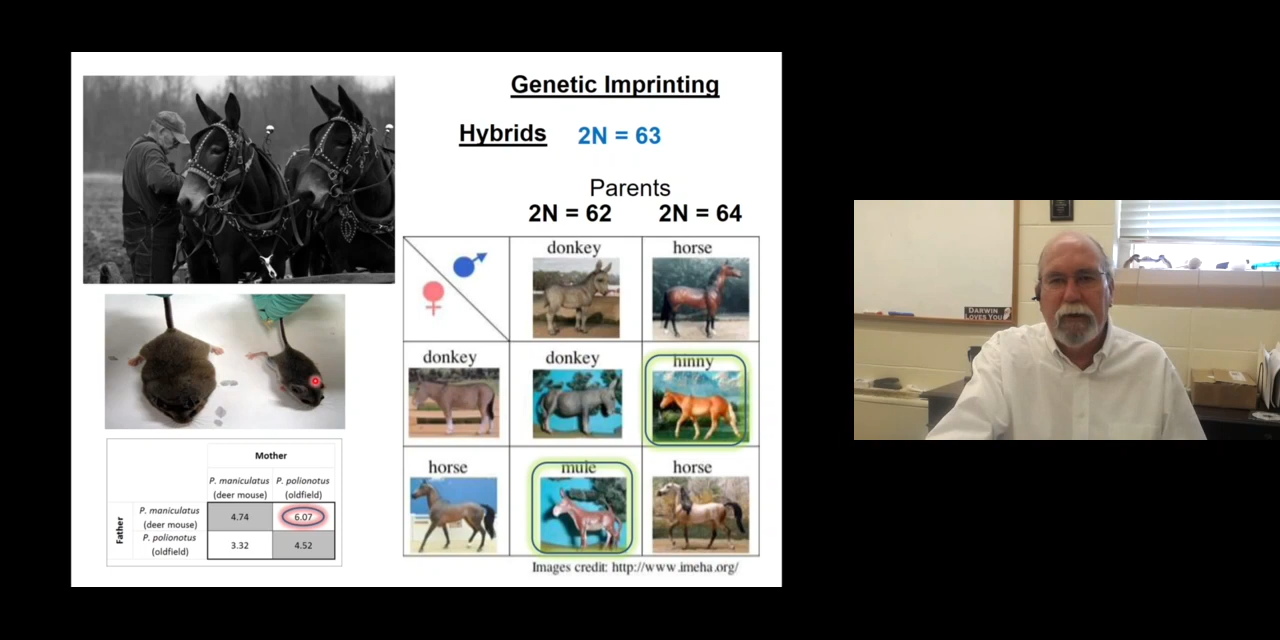 Genetic Imprinting
Hybrids 2N = 63
Parents
2N = 62 2N = 64
donkey horse
donkey donkey hinny
horse mule horse
Images credit: http://www.imeha.org/
Mother
P. maniculatus P. polionotus
(deer mouse) (oldfield)
Father
P. maniculatus
(deer mouse)
4.74 6.07
P. polionotus
(oldfield)
3.32 4.52
DARWIN
LOVES YOU